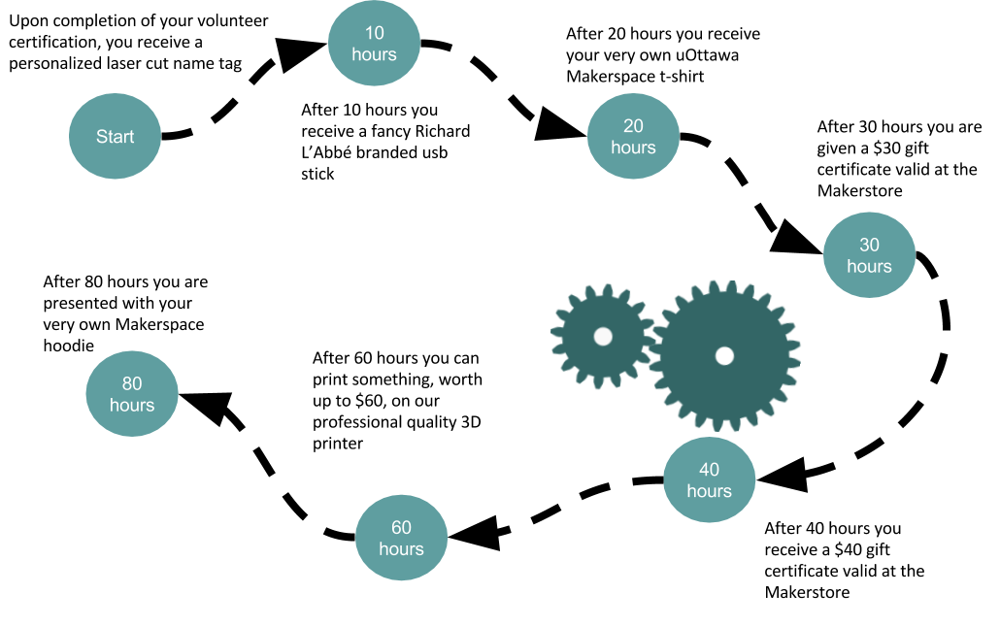 Upon completion of your volunteer
certification, you receive a
personalized laser cut name tag
Start
10
hours
After 10 hours you
receive a fancy Richard
L’Abbé branded usb
stick
After 20 hours you receive
your very own uOttawa
Makerspace t-shirt
20
hours
After 30 hours you are
given a $30 gift
certificate valid at the
Makerstore
30
hours
40
hours
After 40 hours you
receive a $40 gift
certificate valid at the
Makerstore
After 60 hours you can
print something, worth
up to $60, on our
professional quality 3D
printer
60
hours
After 80 hours you are
presented with your
very own Makerspace
hoodie
80
hours